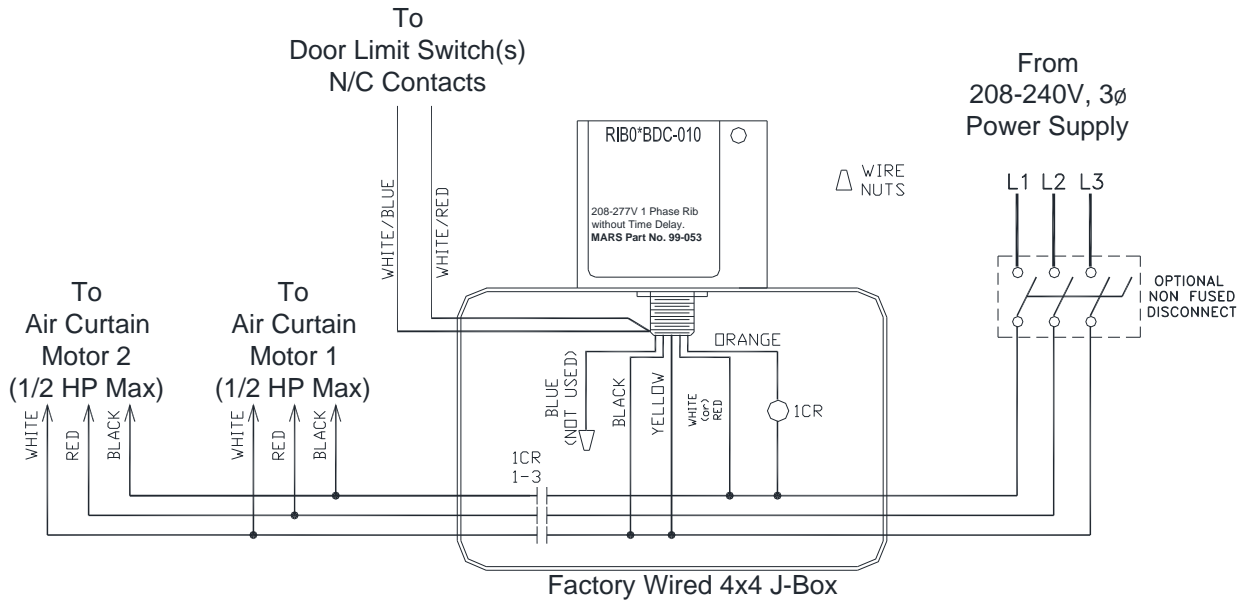 To
Door Limit Switch(s)
N/C Contacts
From
208-240V, 3ø
Power Supply
RIB0*BDC-010
WIRE
NUTS
L1 L2 L3
WHITE/BLUE
WHITE/RED
208-277V 1 Phase Rib
without Time Delay.
MARS Part No. 99-053
OPTIONAL
NON FUSED
DISCONNECT
To
Air Curtain
Motor 2
(1/2 HP Max)
To
Air Curtain
Motor 1
(1/2 HP Max)
ORANGE
BLUE
(NOT USED)
BLACK
YELLOW
WHITE
(or)
RED
1CR
WHITE
RED
BLACK
WHITE
RED
BLACK
1CR
1-3
Factory Wired 4x4 J-Box